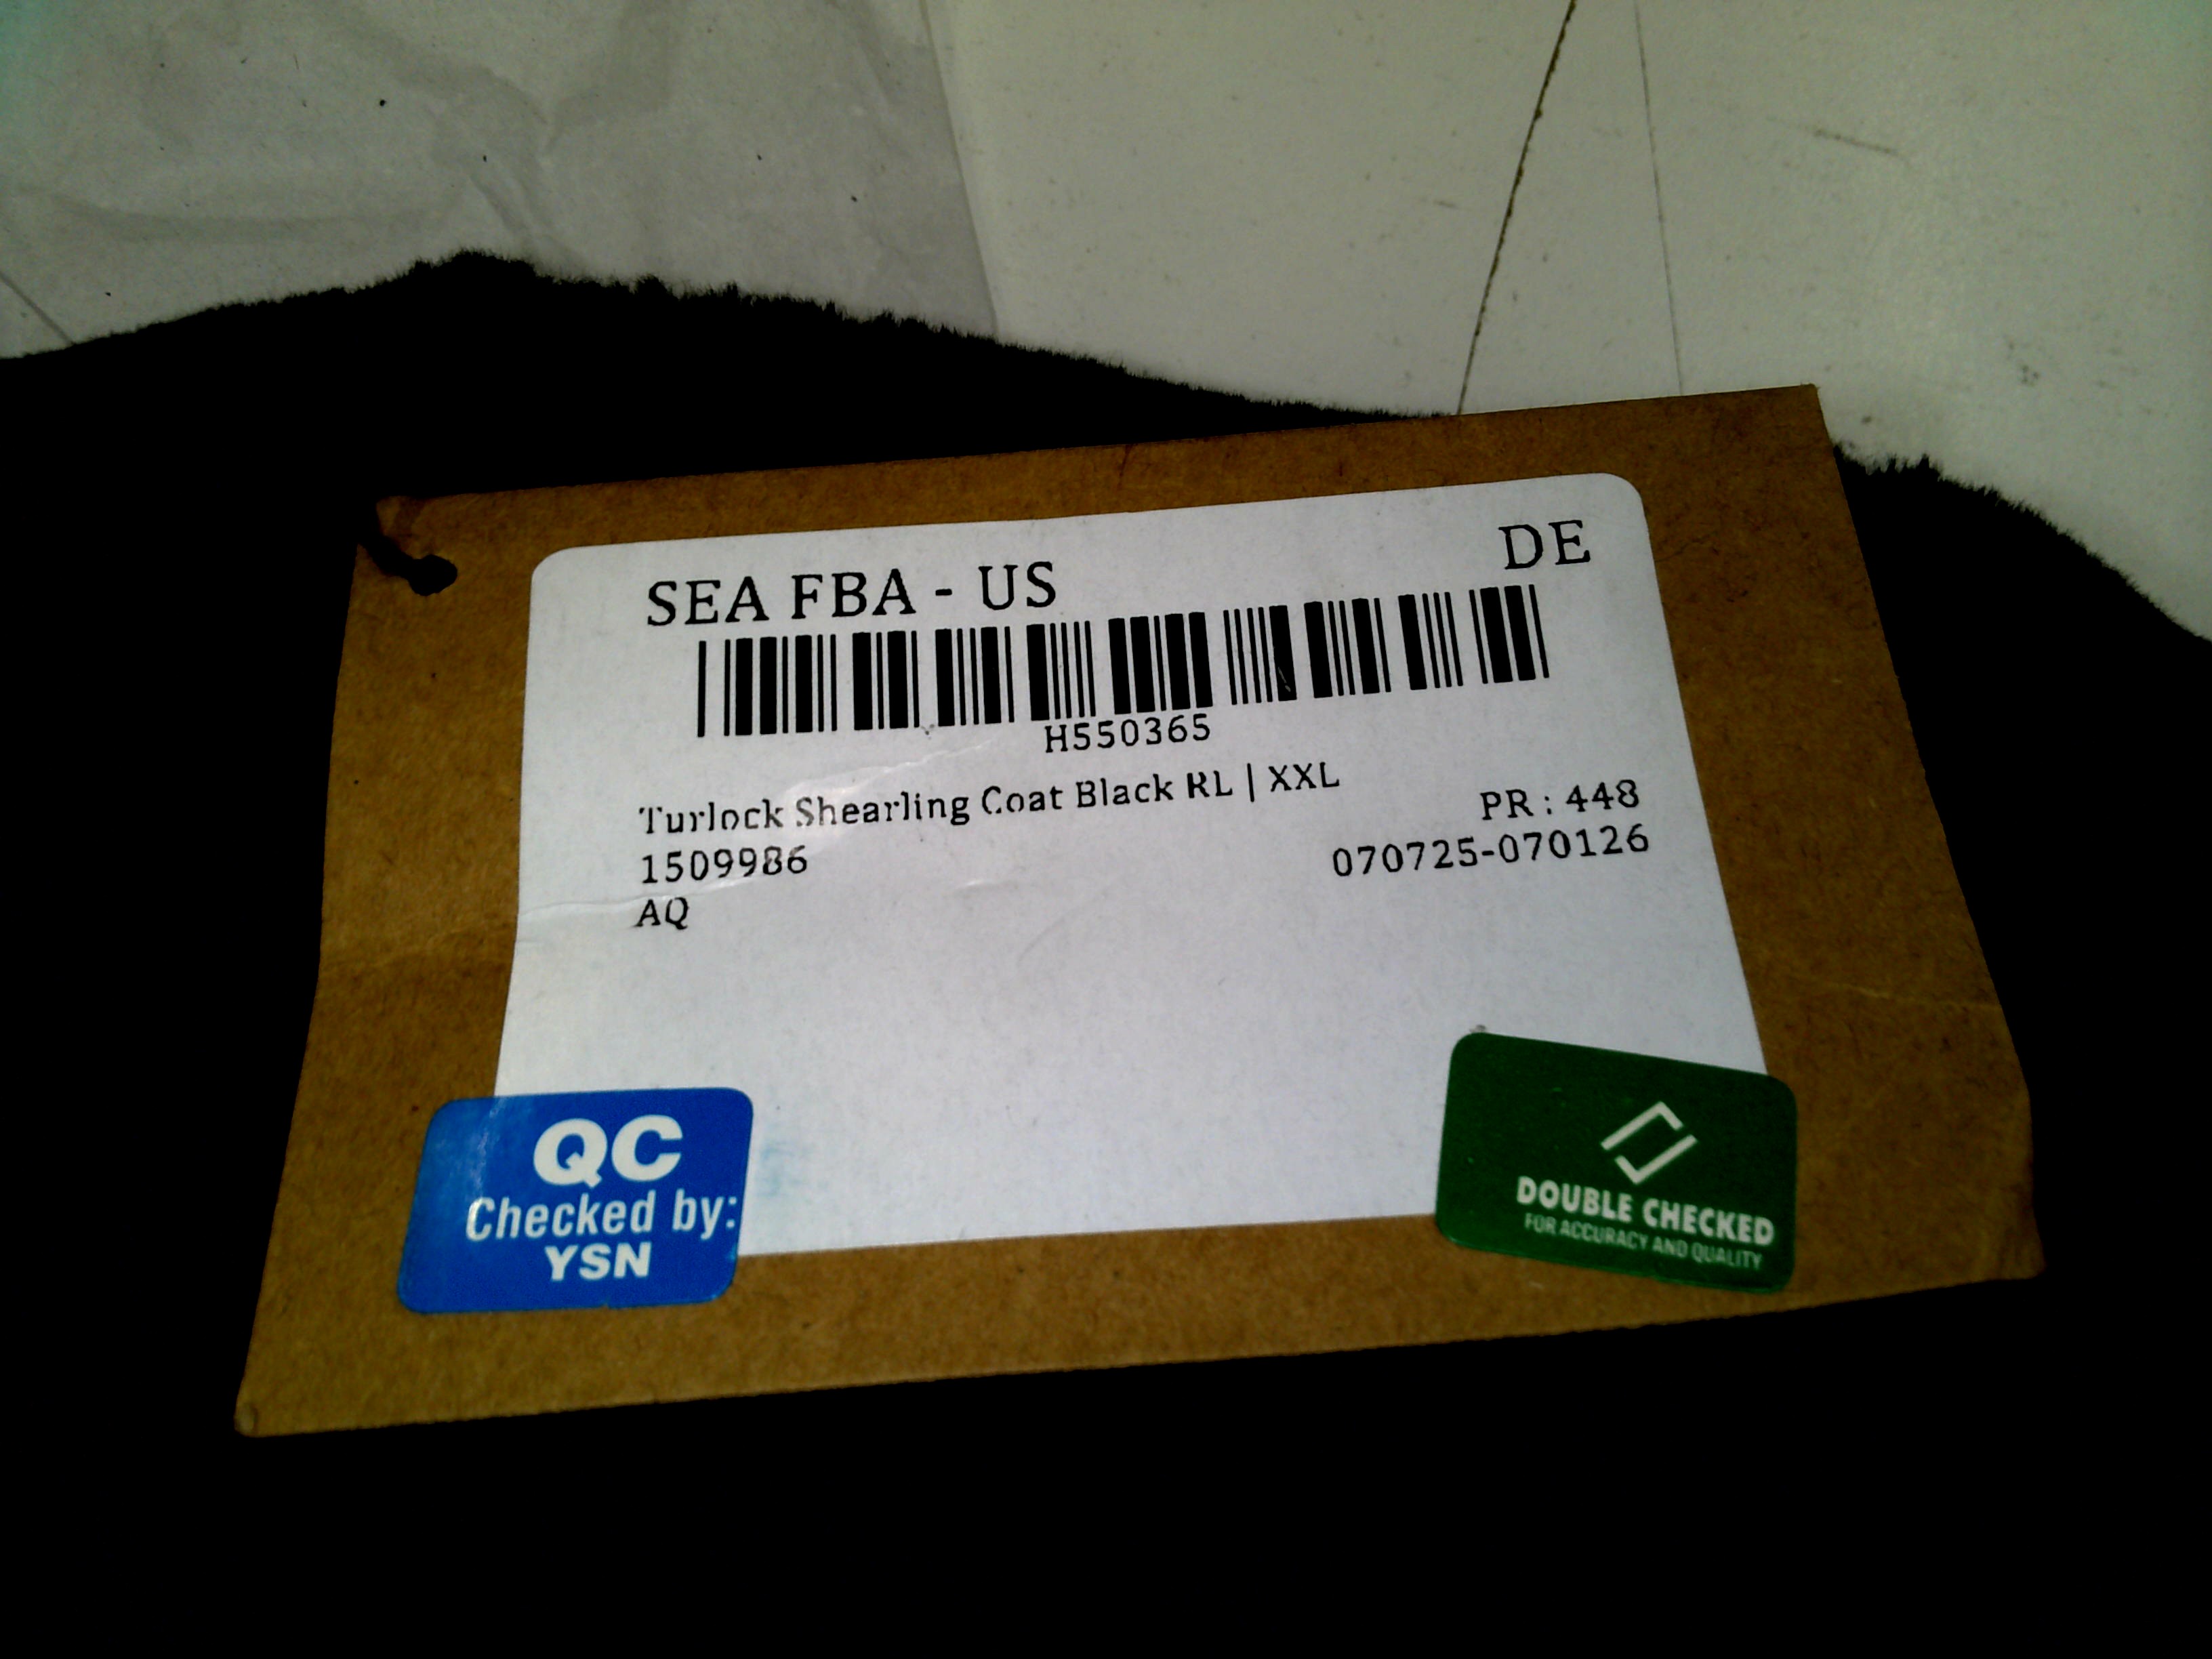 SEA FBA - US
DE
H550365
Turlock Shearling Coat Black RL | XXL
PR : 448
1509986
070725-070126
AQ
QC
Checked by:
YSN
DOUBLE CHECKED
FOR ACCURACY AND QUALITY